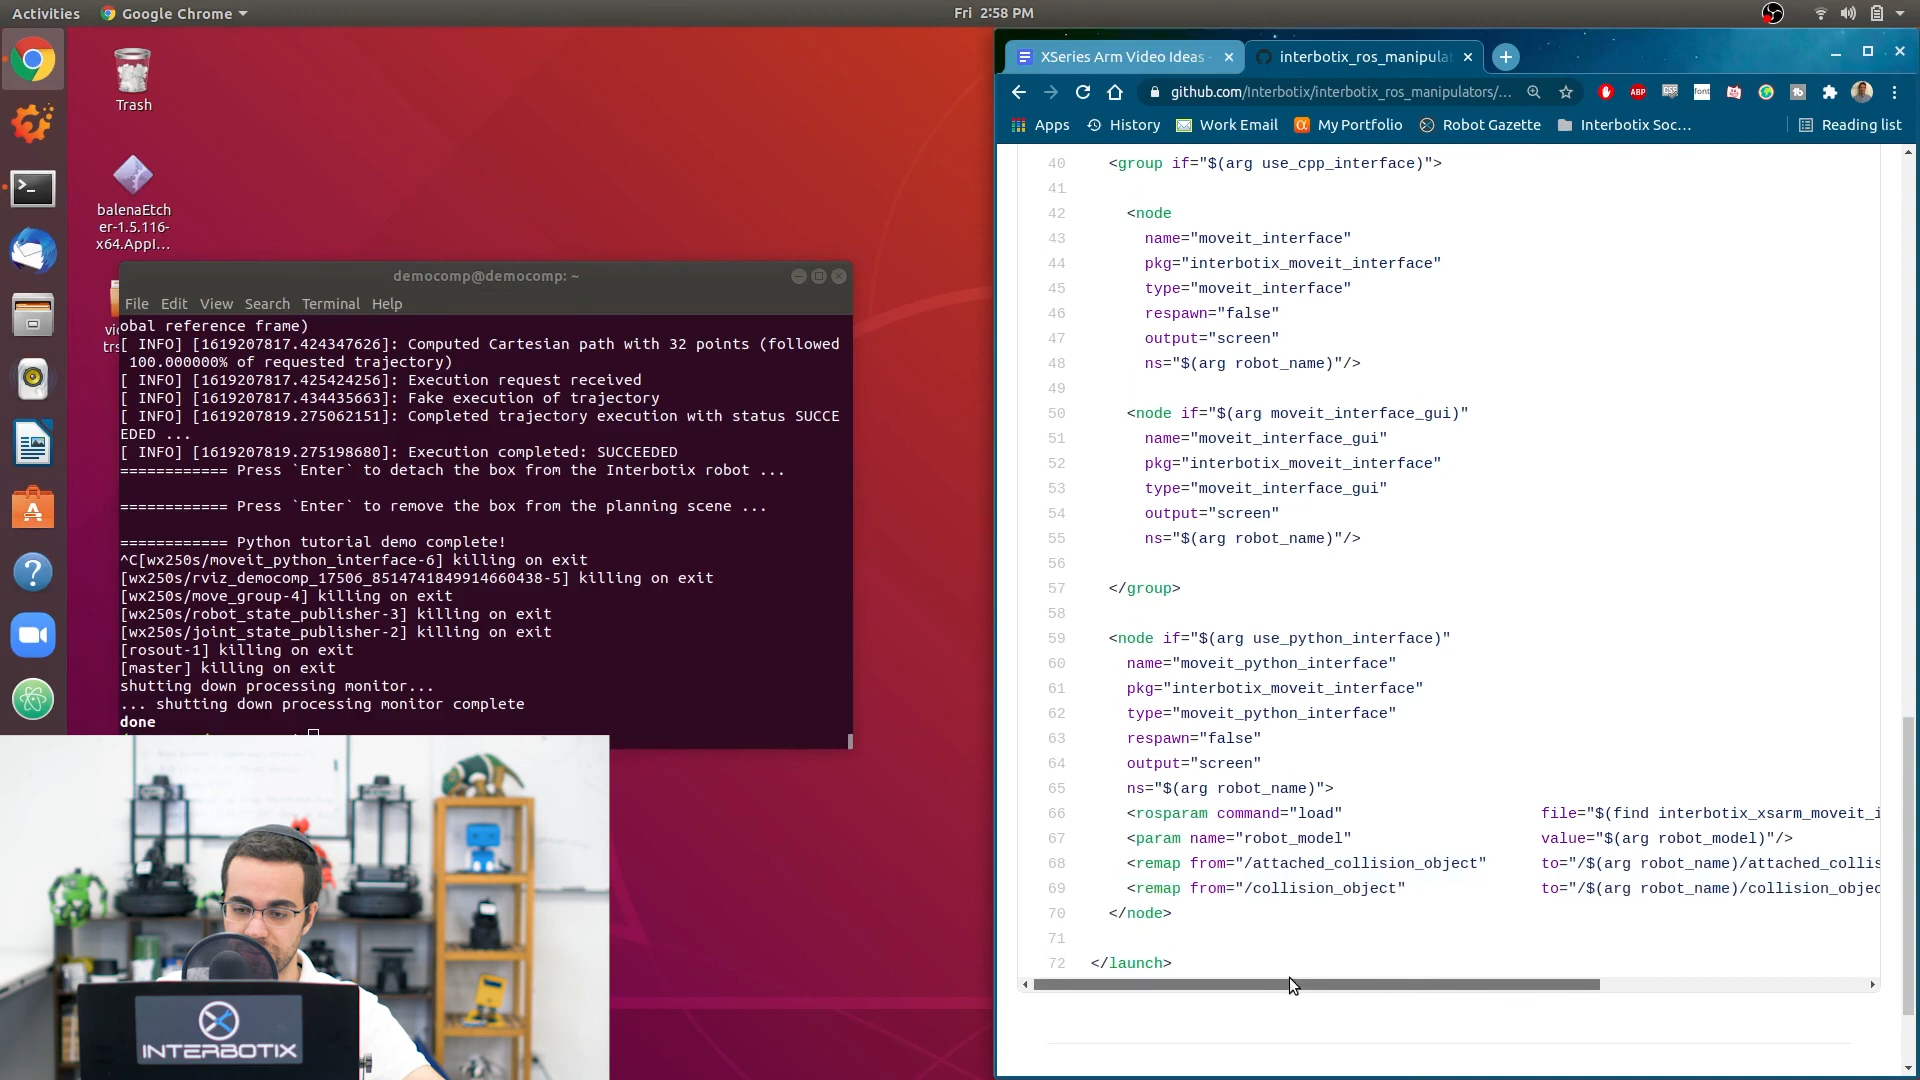 Activities
Google Chrome
Fri 2:58 PM
Trash
balenaEtch
er-1.5.116-
x64.AppI...
democomp@democomp: ~
File Edit View Search Terminal Help
obal reference frame)
[ INFO] [1619207817.424347626]: Computed Cartesian path with 32 points (followed
100.000000% of requested trajectory)
[ INFO] [1619207817.425424256]: Execution request received
[ INFO] [1619207817.434435663]: Fake execution of trajectory
[ INFO] [1619207819.275062151]: Completed trajectory execution with status SUCCE
EDED ...
[ INFO] [1619207819.275198680]: Execution completed: SUCCEEDED
============ Press `Enter` to detach the box from the Interbotix robot ...
============ Press `Enter` to remove the box from the planning scene ...
============ Python tutorial demo complete!
^C[wx250s/moveit_python_interface-6] killing on exit
[wx250s/rviz_democomp_17506_8514741849914660438-5] killing on exit
[wx250s/move_group-4] killing on exit
[wx250s/robot_state_publisher-3] killing on exit
[wx250s/joint_state_publisher-2] killing on exit
[rosout-1] killing on exit
[master] killing on exit
shutting down processing monitor...
... shutting down processing monitor complete
done
INTERBOTIX
XSeries Arm Video Ideas -
interbotix_ros_manipula
github.com/Interbotix/interbotix_ros_manipulators/...
ABP
CSS
font
Apps History Work Email My Portfolio Robot Gazette Interbotix Soc... Reading list
40 <group if="$(arg use_cpp_interface)">
41
42 <node
43 name="moveit_interface"
44 pkg="interbotix_moveit_interface"
45 type="moveit_interface"
46 respawn="false"
47 output="screen"
48 ns="$(arg robot_name)"/>
49
50 <node if="$(arg moveit_interface_gui)"
51 name="moveit_interface_gui"
52 pkg="interbotix_moveit_interface"
53 type="moveit_interface_gui"
54 output="screen"
55 ns="$(arg robot_name)"/>
56
57 </group>
58
59 <node if="$(arg use_python_interface)"
60 name="moveit_python_interface"
61 pkg="interbotix_moveit_interface"
62 type="moveit_python_interface"
63 respawn="false"
64 output="screen"
65 ns="$(arg robot_name)">
66 <rosparam command="load" file="$(find interbotix_xsarm_moveit_i
67 <param name="robot_model" value="$(arg robot_model)"/>
68 <remap from="/attached_collision_object" to="/$(arg robot_name)/attached_collis
69 <remap from="/collision_object" to="/$(arg robot_name)/collision_objec
70 </node>
71
72 </launch>